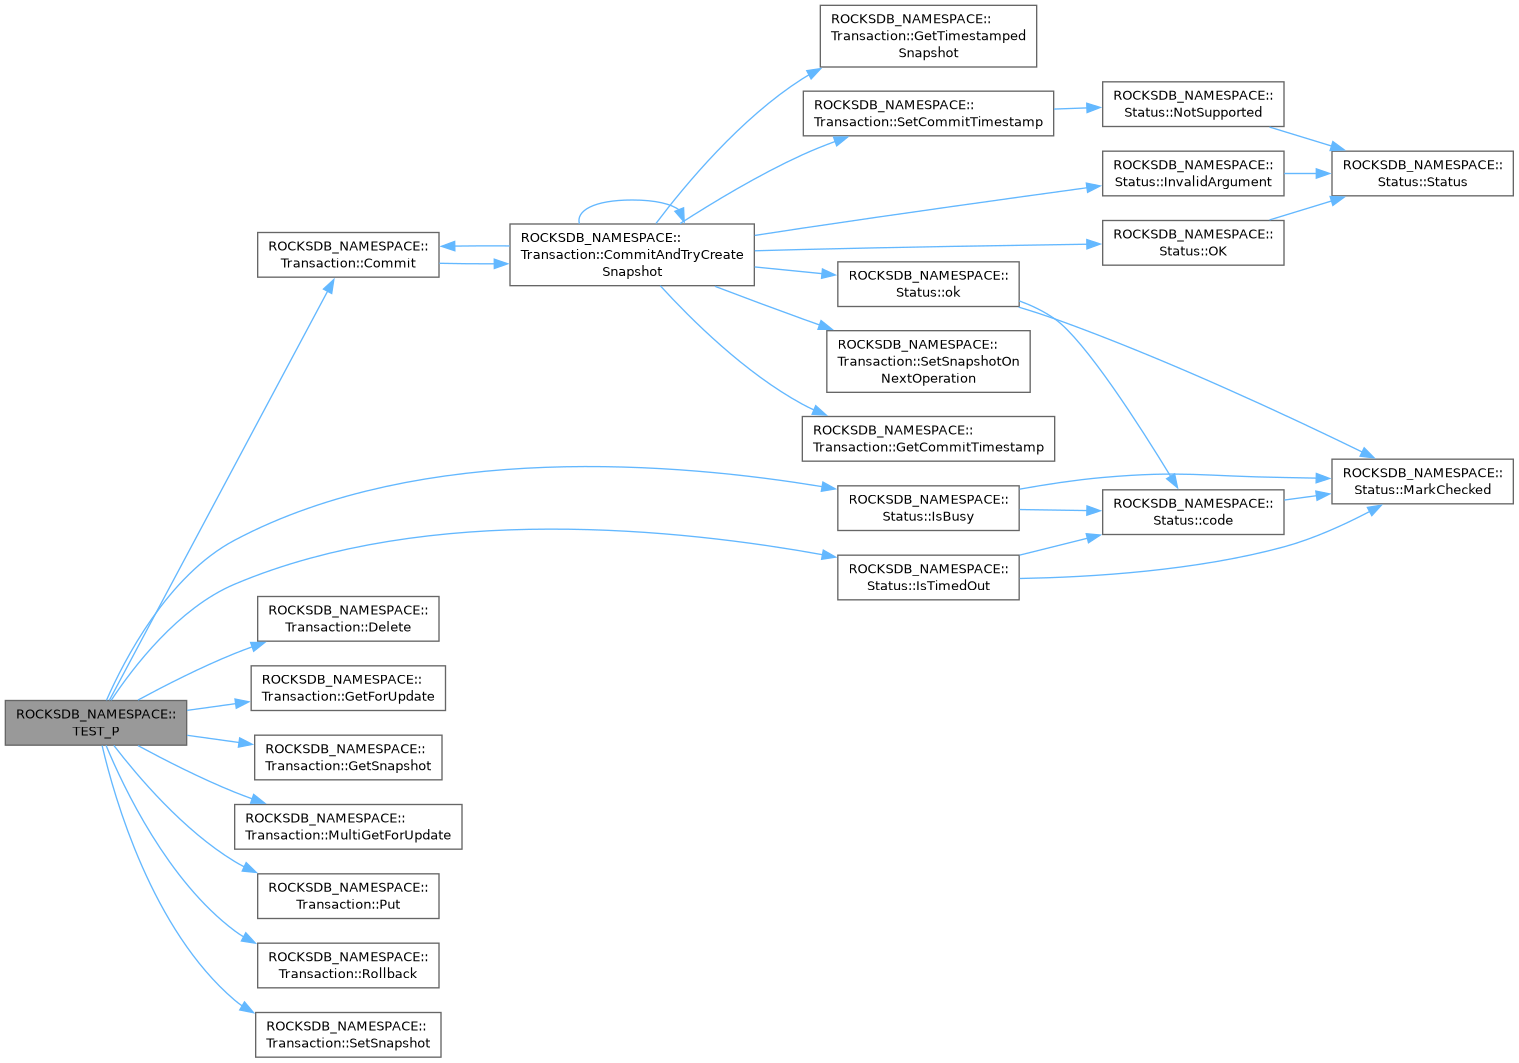 ROCKSDB_NAMESPACE::
Transaction::GetTimestamped
Snapshot
ROCKSDB_NAMESPACE::
Transaction::SetCommitTimestamp
ROCKSDB_NAMESPACE::
Status::NotSupported
ROCKSDB_NAMESPACE::
Status::InvalidArgument
ROCKSDB_NAMESPACE::
Status::Status
ROCKSDB_NAMESPACE::
Transaction::Commit
ROCKSDB_NAMESPACE::
Transaction::CommitAndTryCreate
Snapshot
ROCKSDB_NAMESPACE::
Status::OK
ROCKSDB_NAMESPACE::
Status::ok
ROCKSDB_NAMESPACE::
Transaction::SetSnapshotOn
NextOperation
ROCKSDB_NAMESPACE::
Transaction::GetCommitTimestamp
ROCKSDB_NAMESPACE::
Status::MarkChecked
ROCKSDB_NAMESPACE::
Status::IsBusy
ROCKSDB_NAMESPACE::
Status::code
ROCKSDB_NAMESPACE::
Status::IsTimedOut
ROCKSDB_NAMESPACE::
Transaction::Delete
ROCKSDB_NAMESPACE::
Transaction::GetForUpdate
ROCKSDB_NAMESPACE::
TEST_P
ROCKSDB_NAMESPACE::
Transaction::GetSnapshot
ROCKSDB_NAMESPACE::
Transaction::MultiGetForUpdate
ROCKSDB_NAMESPACE::
Transaction::Put
ROCKSDB_NAMESPACE::
Transaction::Rollback
ROCKSDB_NAMESPACE::
Transaction::SetSnapshot